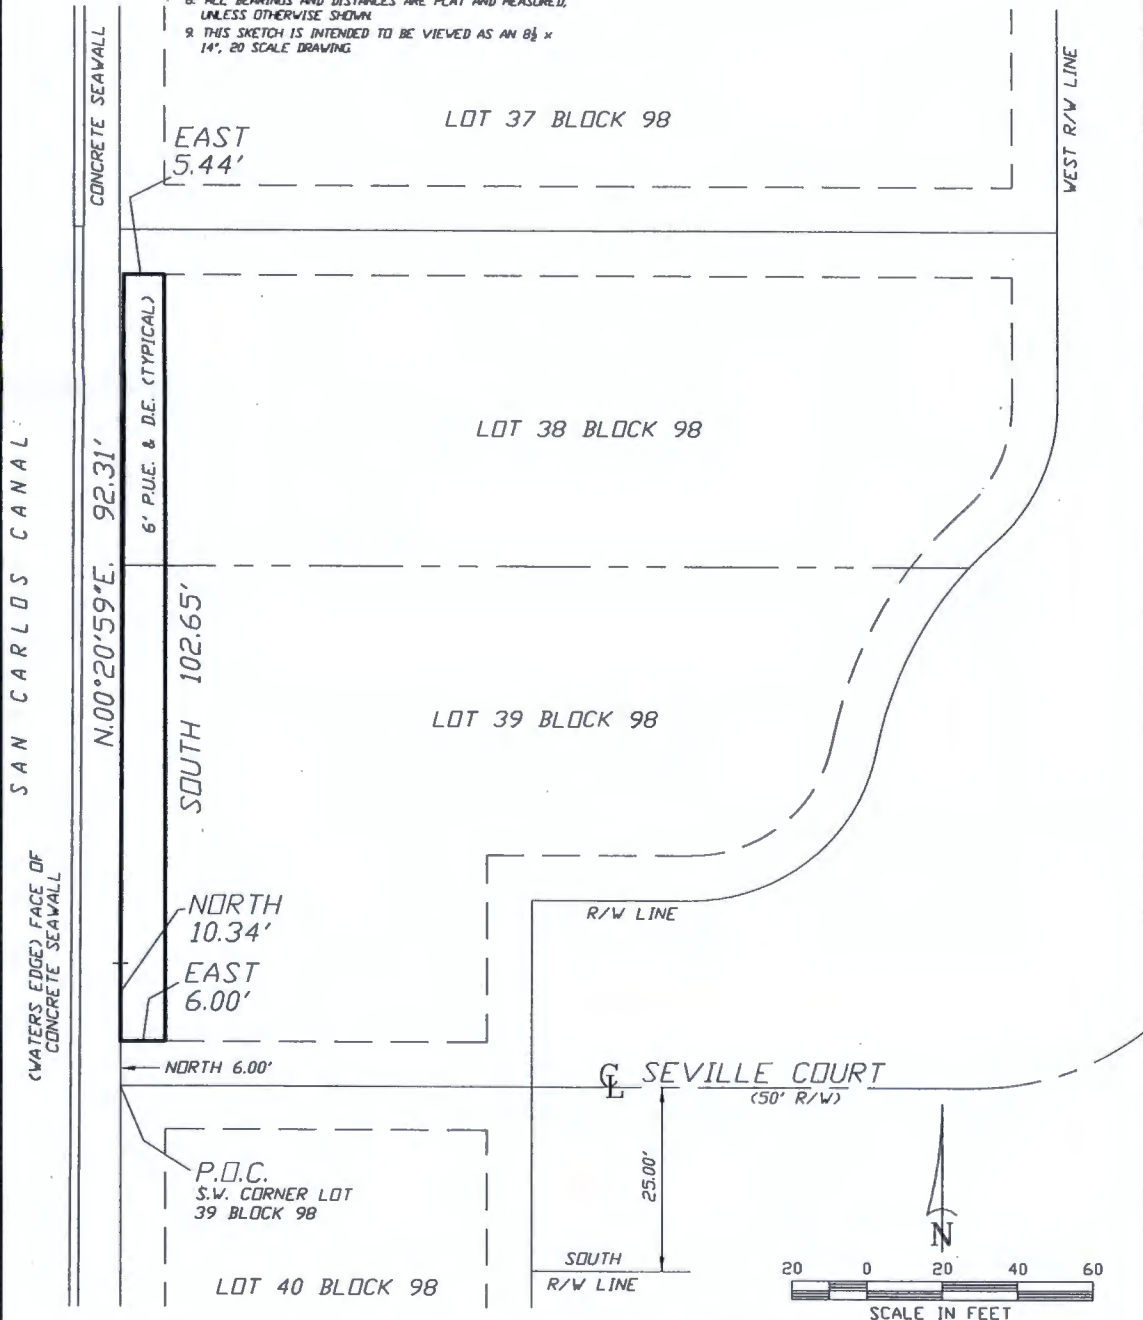 8. ALL BEARINGS AND DISTANCES ARE PLAT AND MEASURED,
UNLESS OTHERWISE SHOWN.
9. THIS SKETCH IS INTENDED TO BE VIEWED AS AN 8½ x
14", 20 SCALE DRAWING.
CONCRETE SEAWALL
WEST R/W LINE
LOT 37 BLOCK 98
EAST
5.44'
6' P.U.E. & D.E. (TYPICAL)
LOT 38 BLOCK 98
SAN CARLOS CANAL
N.00°20'59"E. 92.31'
SOUTH 102.65'
LOT 39 BLOCK 98
(WATERS EDGE) FACE OF
CONCRETE SEAWALL
NORTH
10.34'
R/W LINE
EAST
6.00'
NORTH 6.00'
CL SEVILLE COURT
(50' R/W)
P.O.C.
S.W. CORNER LOT
39 BLOCK 98
25.00'
N
SOUTH
R/W LINE
LOT 40 BLOCK 98
20 0 20 40 60
SCALE IN FEET